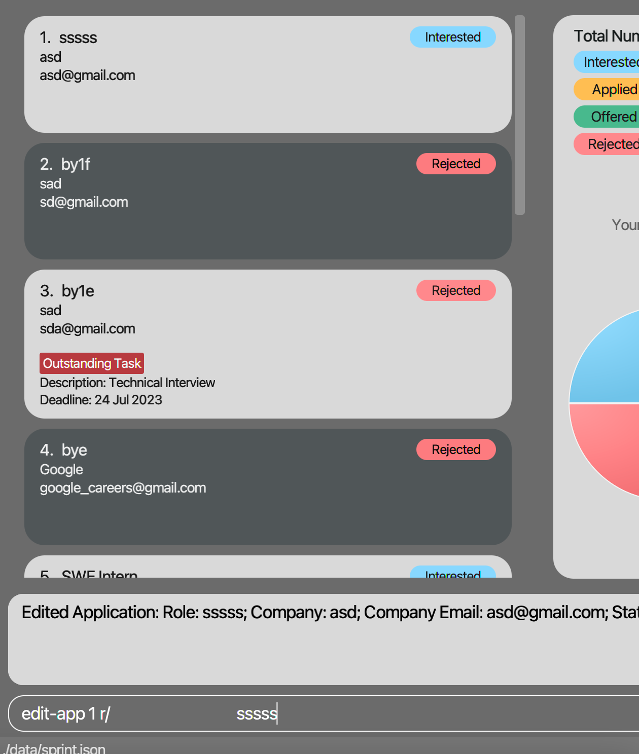 1. sssss
Interested
asd
asd@gmail.com
2. by1f
Rejected
sad
sd@gmail.com
3. by1e
Rejected
sad
sda@gmail.com
Outstanding Task
Description: Technical Interview
Deadline: 24 Jul 2023
4. bye
Rejected
Google
google_careers@gmail.com
5. SWE Intern
Interested
Total Num
Interested
Applied
Offered
Rejected
Your
Edited Application: Role: sssss; Company: asd; Company Email: asd@gmail.com; Stat
edit-app 1 r/ sssss
./data/sprint.json